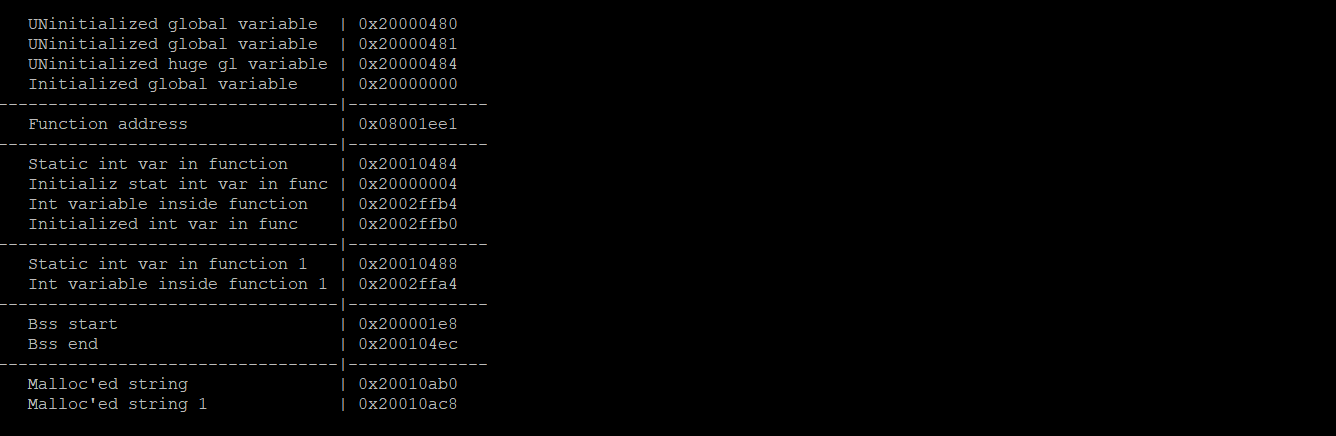 UNinitialized global variable | 0x20000480
UNinitialized global variable | 0x20000481
UNinitialized huge gl variable | 0x20000484
Initialized global variable | 0x20000000
----------------------------------|--------------
Function address | 0x08001ee1
----------------------------------|--------------
Static int var in function | 0x20010484
Initializ stat int var in func | 0x20000004
Int variable inside function | 0x2002ffb4
Initialized int var in func | 0x2002ffb0
----------------------------------|--------------
Static int var in function 1 | 0x20010488
Int variable inside function 1 | 0x2002ffa4
----------------------------------|--------------
Bss start | 0x200001e8
Bss end | 0x200104ec
----------------------------------|--------------
Malloc'ed string | 0x20010ab0
Malloc'ed string 1 | 0x20010ac8